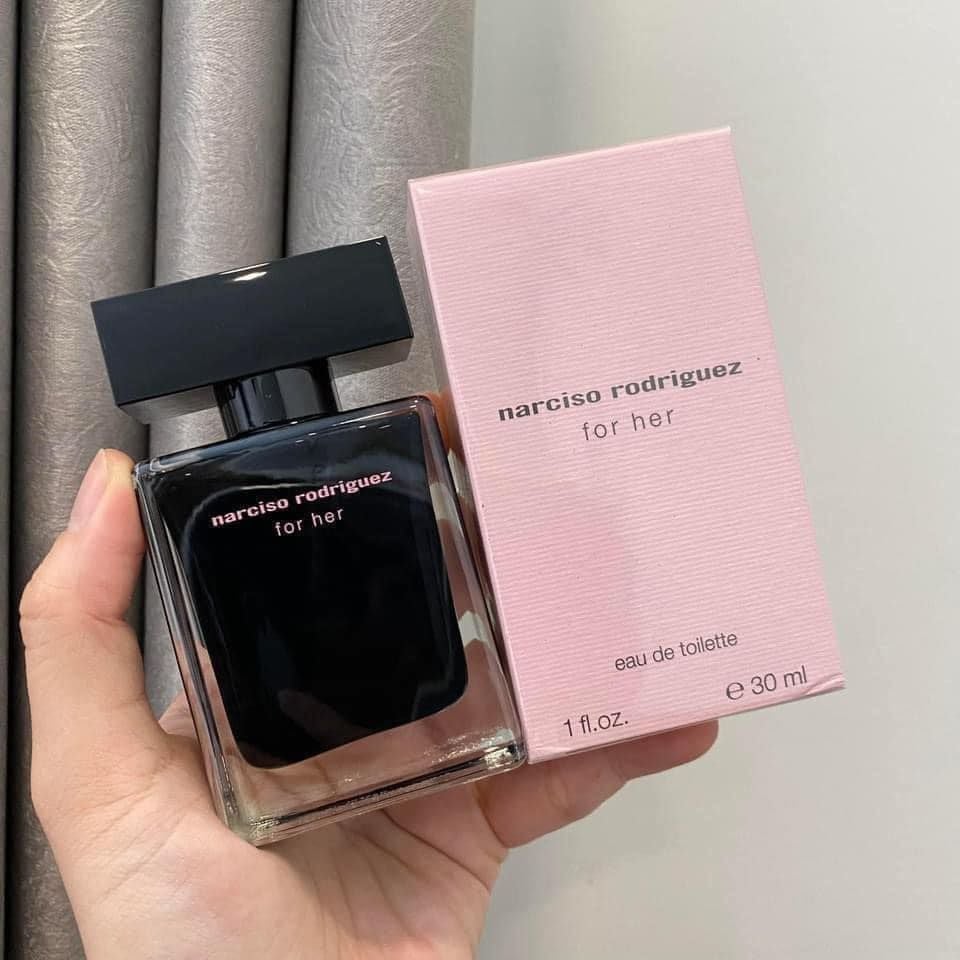 narciso rodriguez
for her
narciso rodriguez
for her
eau de toilette
1 fl.oz.
℮ 30 ml